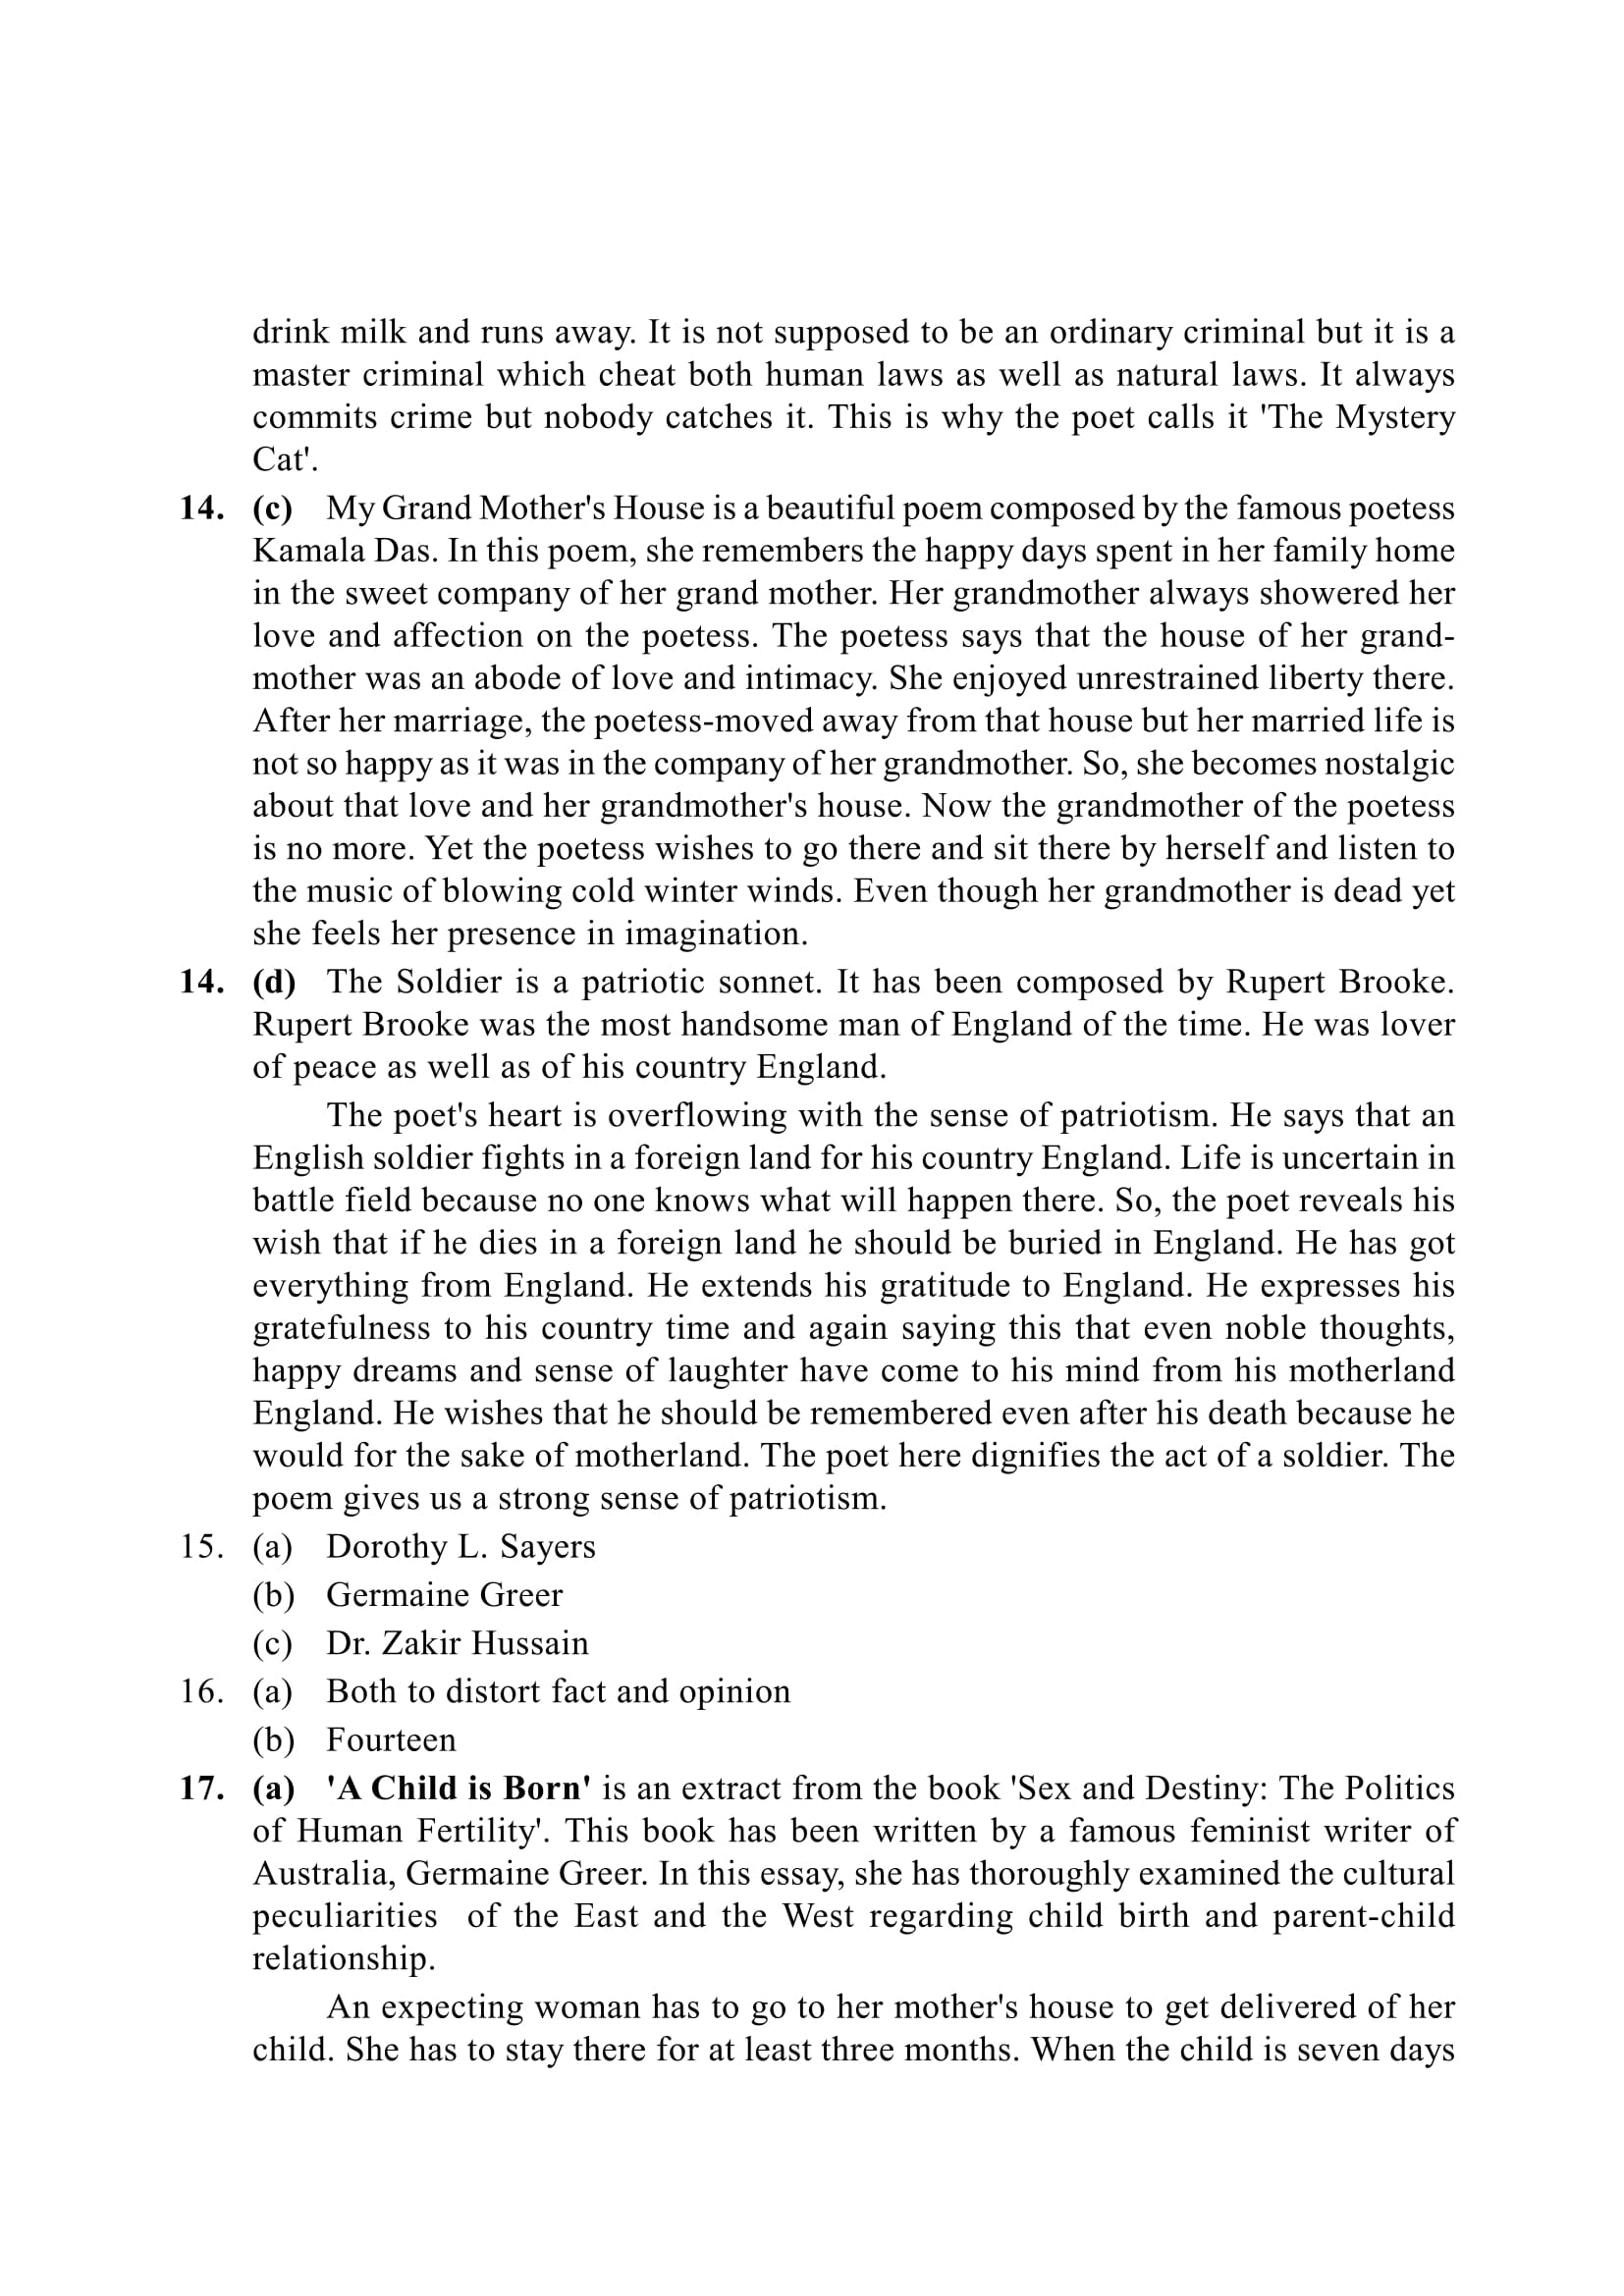 drink milk and runs away. It is not supposed to be an ordinary criminal but it is a
master criminal which cheat both human laws as well as natural laws. It always
commits crime but nobody catches it. This is why the poet calls it 'The Mystery
Cat'.
14. (c) My Grand Mother's House is a beautiful poem composed by the famous poetess
Kamala Das. In this poem, she remembers the happy days spent in her family home
in the sweet company of her grand mother. Her grandmother always showered her
love and affection on the poetess. The poetess says that the house of her grand-
mother was an abode of love and intimacy. She enjoyed unrestrained liberty there.
After her marriage, the poetess-moved away from that house but her married life is
not so happy as it was in the company of her grandmother. So, she becomes nostalgic
about that love and her grandmother's house. Now the grandmother of the poetess
is no more. Yet the poetess wishes to go there and sit there by herself and listen to
the music of blowing cold winter winds. Even though her grandmother is dead yet
she feels her presence in imagination.
14. (d) The Soldier is a patriotic sonnet. It has been composed by Rupert Brooke.
Rupert Brooke was the most handsome man of England of the time. He was lover
of peace as well as of his country England.
The poet's heart is overflowing with the sense of patriotism. He says that an
English soldier fights in a foreign land for his country England. Life is uncertain in
battle field because no one knows what will happen there. So, the poet reveals his
wish that if he dies in a foreign land he should be buried in England. He has got
everything from England. He extends his gratitude to England. He expresses his
gratefulness to his country time and again saying this that even noble thoughts,
happy dreams and sense of laughter have come to his mind from his motherland
England. He wishes that he should be remembered even after his death because he
would for the sake of motherland. The poet here dignifies the act of a soldier. The
poem gives us a strong sense of patriotism.
15. (a) Dorothy L. Sayers
(b) Germaine Greer
(c) Dr. Zakir Hussain
16. (a) Both to distort fact and opinion
(b) Fourteen
17. (a) 'A Child is Born' is an extract from the book 'Sex and Destiny: The Politics
of Human Fertility'. This book has been written by a famous feminist writer of
Australia, Germaine Greer. In this essay, she has thoroughly examined the cultural
peculiarities of the East and the West regarding child birth and parent-child
relationship.
An expecting woman has to go to her mother's house to get delivered of her
child. She has to stay there for at least three months. When the child is seven days